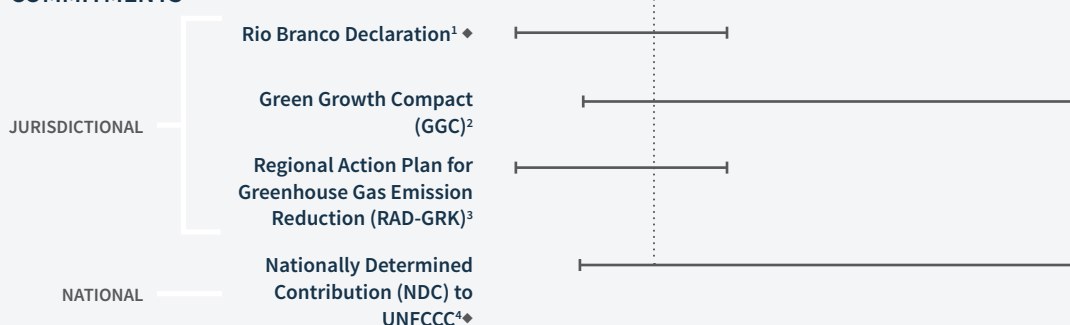 COMMITMENTS
Rio Branco Declaration¹ ◆
Green Growth Compact
(GGC)²
JURISDICTIONAL
Regional Action Plan for
Greenhouse Gas Emission
Reduction (RAD-GRK)³
Nationally Determined
Contribution (NDC) to
UNFCCC⁴◆
NATIONAL